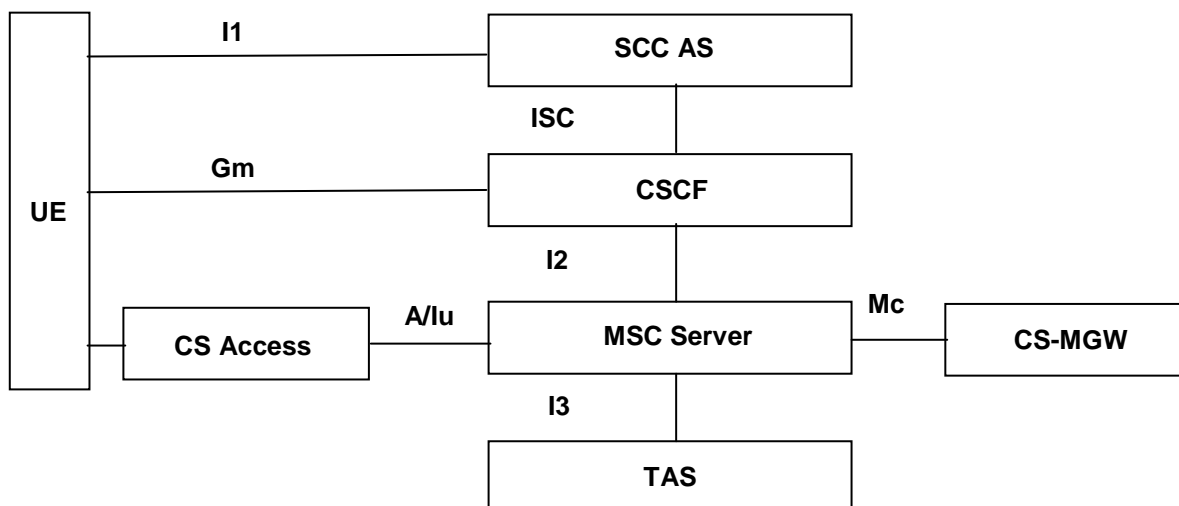 I1
SCC AS
ISC
Gm
CSCF
UE
I2
A/Iu
Mc
CS Access
MSC Server
CS-MGW
I3
TAS